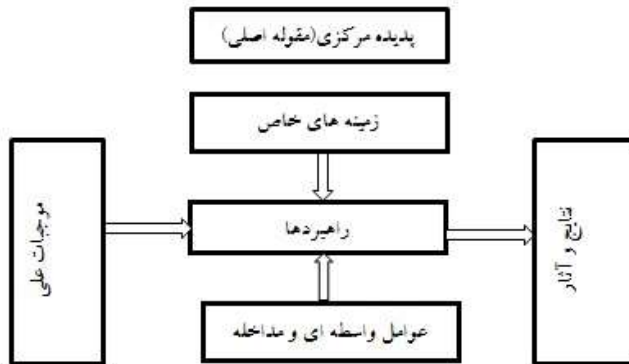 پدیده مرکزی(مقوله اصلی)
زمینه های خاص
موجبات علی
راهبردها
نتایج و آثار
عوامل واسطه ای و مداخله